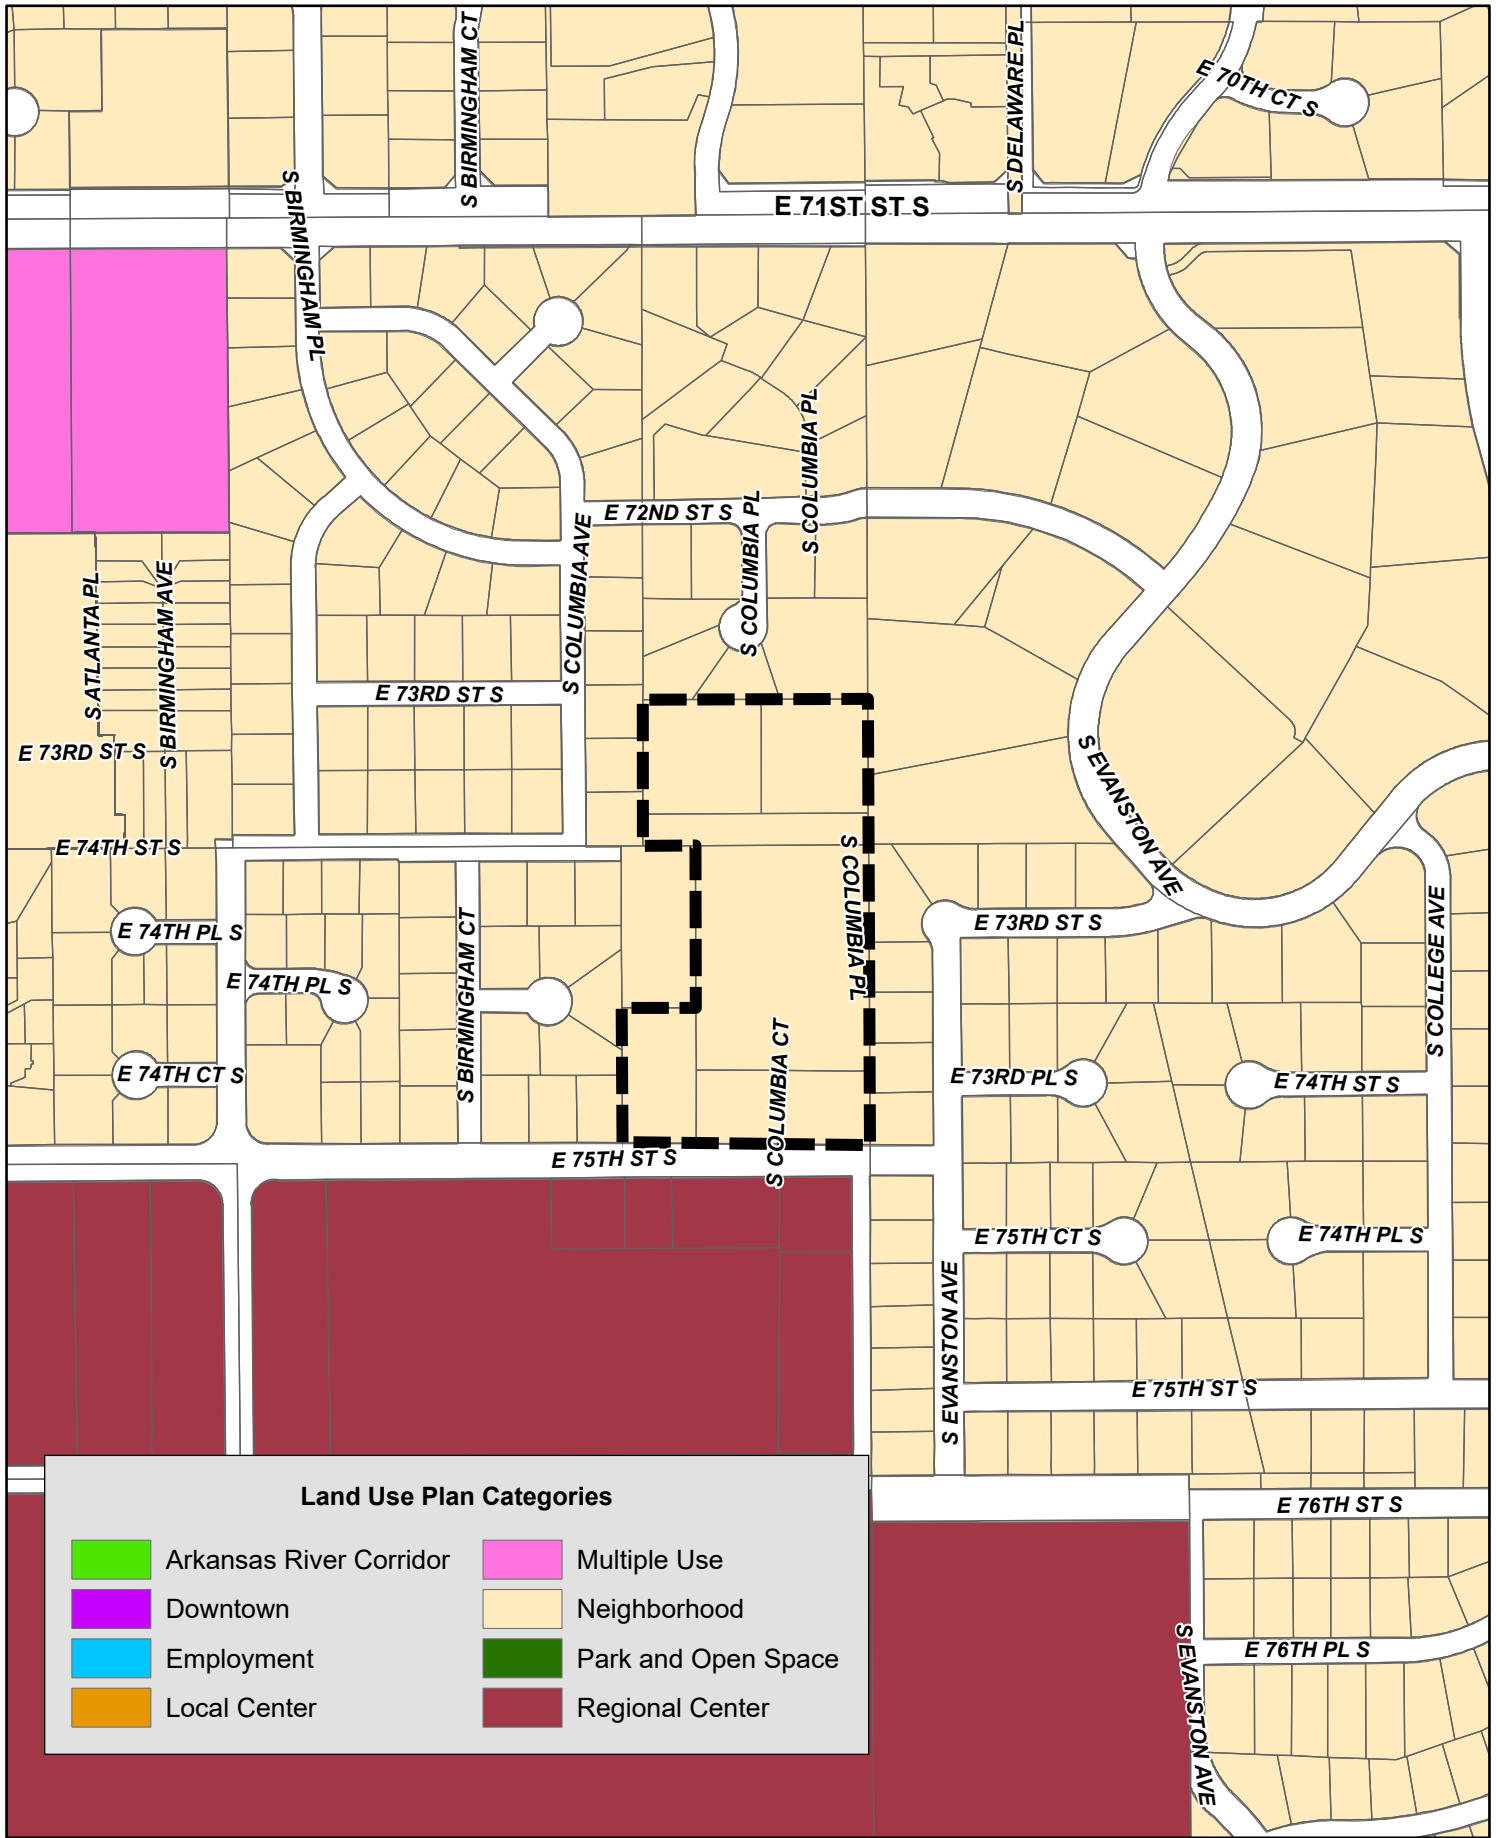 S BIRMINGHAM CT
S DELAWARE PL
E 70TH CT S
E 71ST ST S
S BIRMINGHAM PL
S COLUMBIA PL
E 72ND ST S
S COLUMBIA PL
S COLUMBIA AVE
S ATLANTA PL
S BIRMINGHAM AVE
E 73RD ST S
E 73RD ST S
S EVANSTON AVE
E 74TH ST S
S COLUMBIA PL
E 73RD ST S
S COLLEGE AVE
E 74TH PL S
E 74TH PL S
S BIRMINGHAM CT
E 74TH CT S
S COLUMBIA CT
E 73RD PL S
E 74TH ST S
E 75TH ST S
E 75TH CT S
E 74TH PL S
S EVANSTON AVE
E 75TH ST S
E 76TH ST S
E 76TH PL S
S EVANSTON AVE
Land Use Plan Categories
Arkansas River Corridor
Downtown
Employment
Local Center
Multiple Use
Neighborhood
Park and Open Space
Regional Center